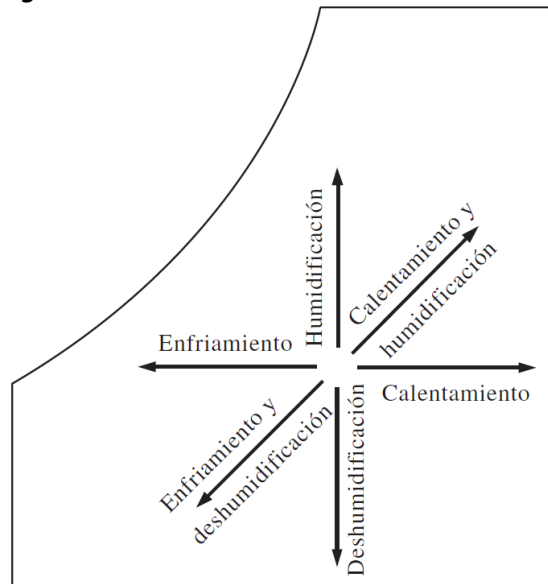 Humidificación
Calentamiento y
humidificación
Enfriamiento
Calentamiento
Enfriamiento y
deshumidificación
Deshumidificación